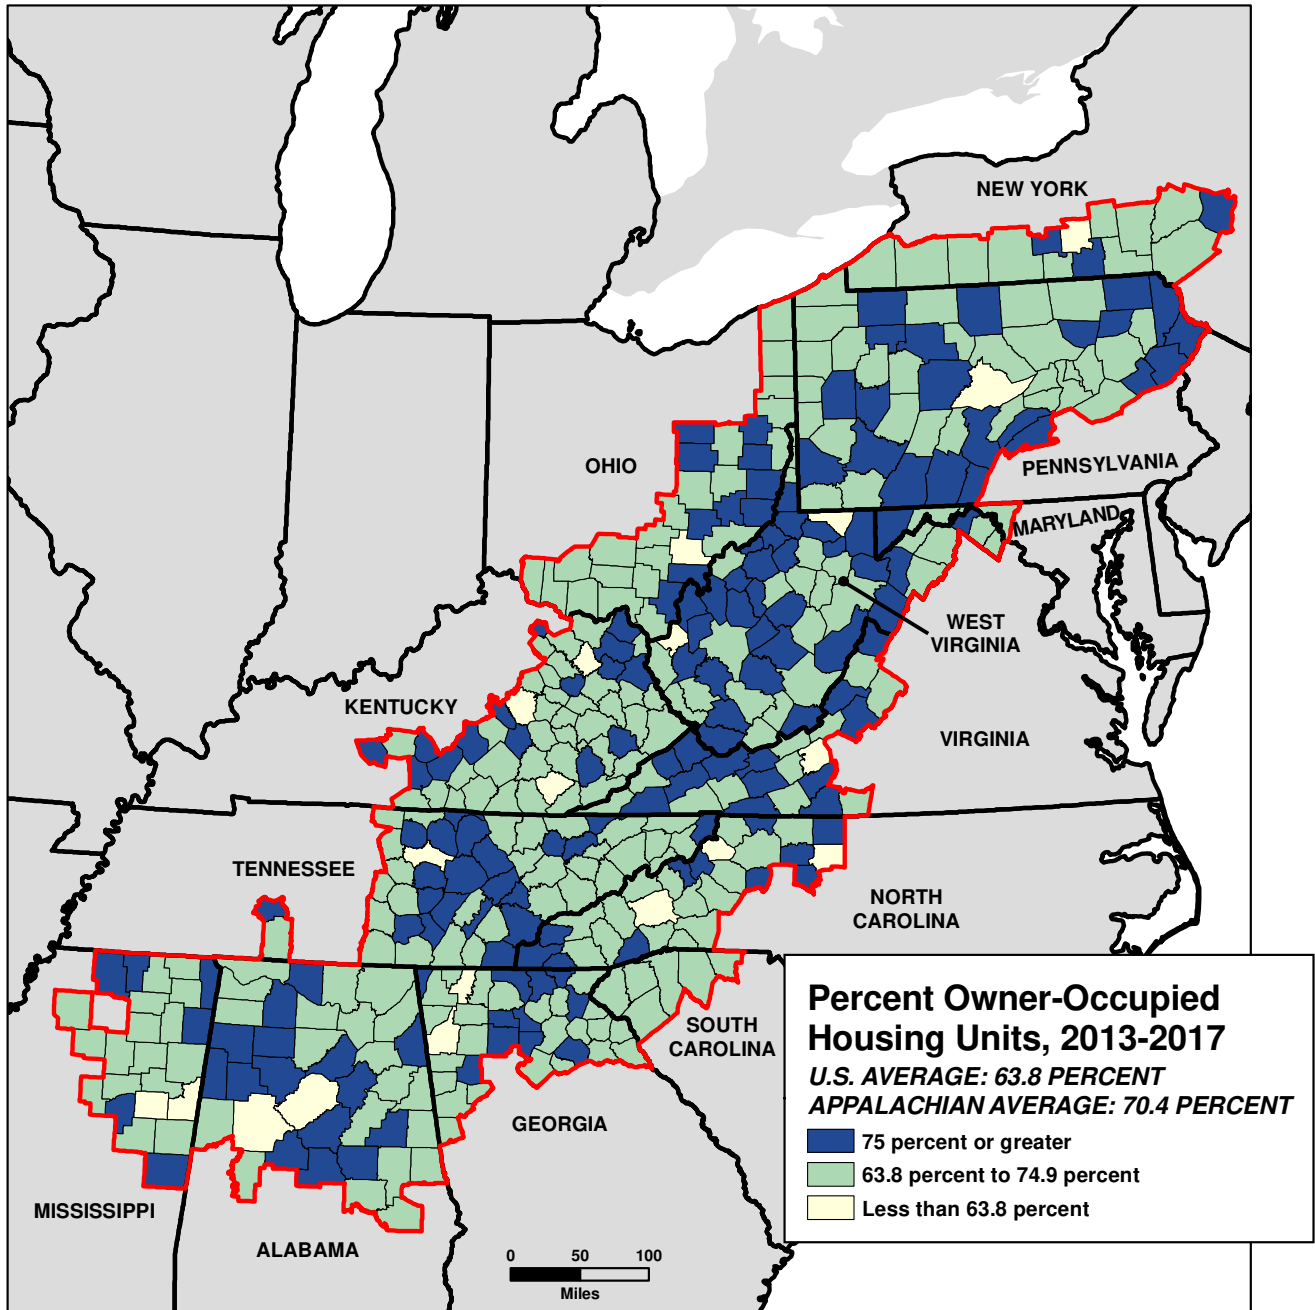 NEW YORK
OHIO
PENNSYLVANIA
MARYLAND
WEST
VIRGINIA
KENTUCKY
VIRGINIA
TENNESSEE
NORTH
CAROLINA
SOUTH
CAROLINA
GEORGIA
MISSISSIPPI
ALABAMA
Percent Owner-Occupied
Housing Units, 2013-2017
U.S. AVERAGE: 63.8 PERCENT
APPALACHIAN AVERAGE: 70.4 PERCENT
75 percent or greater
63.8 percent to 74.9 percent
Less than 63.8 percent
0 50 100
Miles